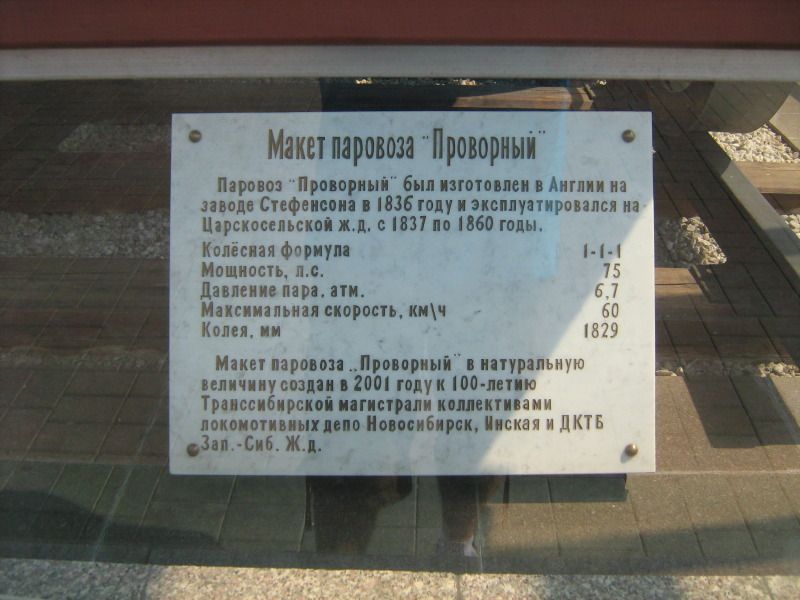 Макет паровоза "Проворный"
Паровоз "Проворный" был изготовлен в Англии на
заводе Стефенсона в 1836 году и эксплуатировался на
Царскосельской ж.д. с 1837 по 1860 годы.
Колёсная формула 1-1-1
Мощность, л.с. 75
Давление пара, атм. 6,7
Максимальная скорость, км\ч 60
Колея, мм 1829
Макет паровоза „Проворный" в натуральную
величину создан в 2001 году к 100-летию
Транссибирской магистрали коллективами
локомотивных депо Новосибирск, Инская и ДКТБ
Зап.-Сиб. Ж.д.